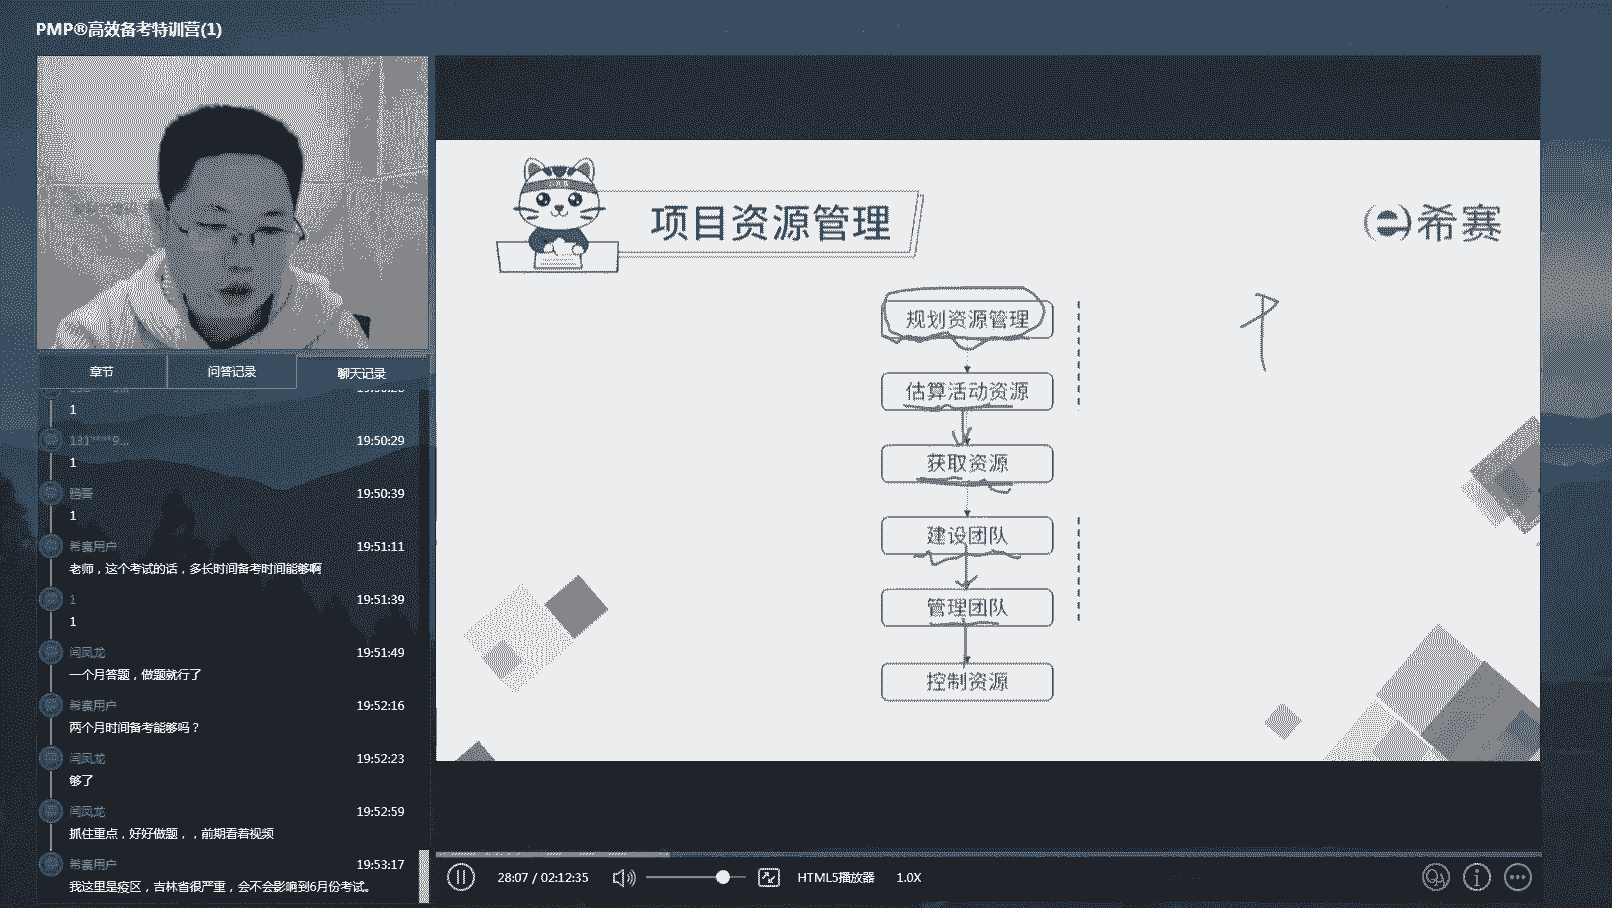 PMP®高效备考特训营(1)
章节
问答记录
聊天记录
1
131****9...
19:50:29
1
19:50:39
1
希赛用户
19:51:11
老师，这个考试的话，多长时间备考时间能够啊
1
19:51:39
1
闫凤龙
19:51:49
一个月答题，做题就行了
希赛用户
19:52:16
两个月时间备考能够吗？
闫凤龙
19:52:23
够了
闫凤龙
19:52:59
抓住重点，好好做题，，前期看着视频
希赛用户
19:53:17
我这里是疫区，吉林省很严重，会不会影响到6月份考试。
项目资源管理
希赛
规划资源管理
估算活动资源
获取资源
建设团队
管理团队
控制资源
28:07 / 02:12:35
HTML5播放器
1.0X